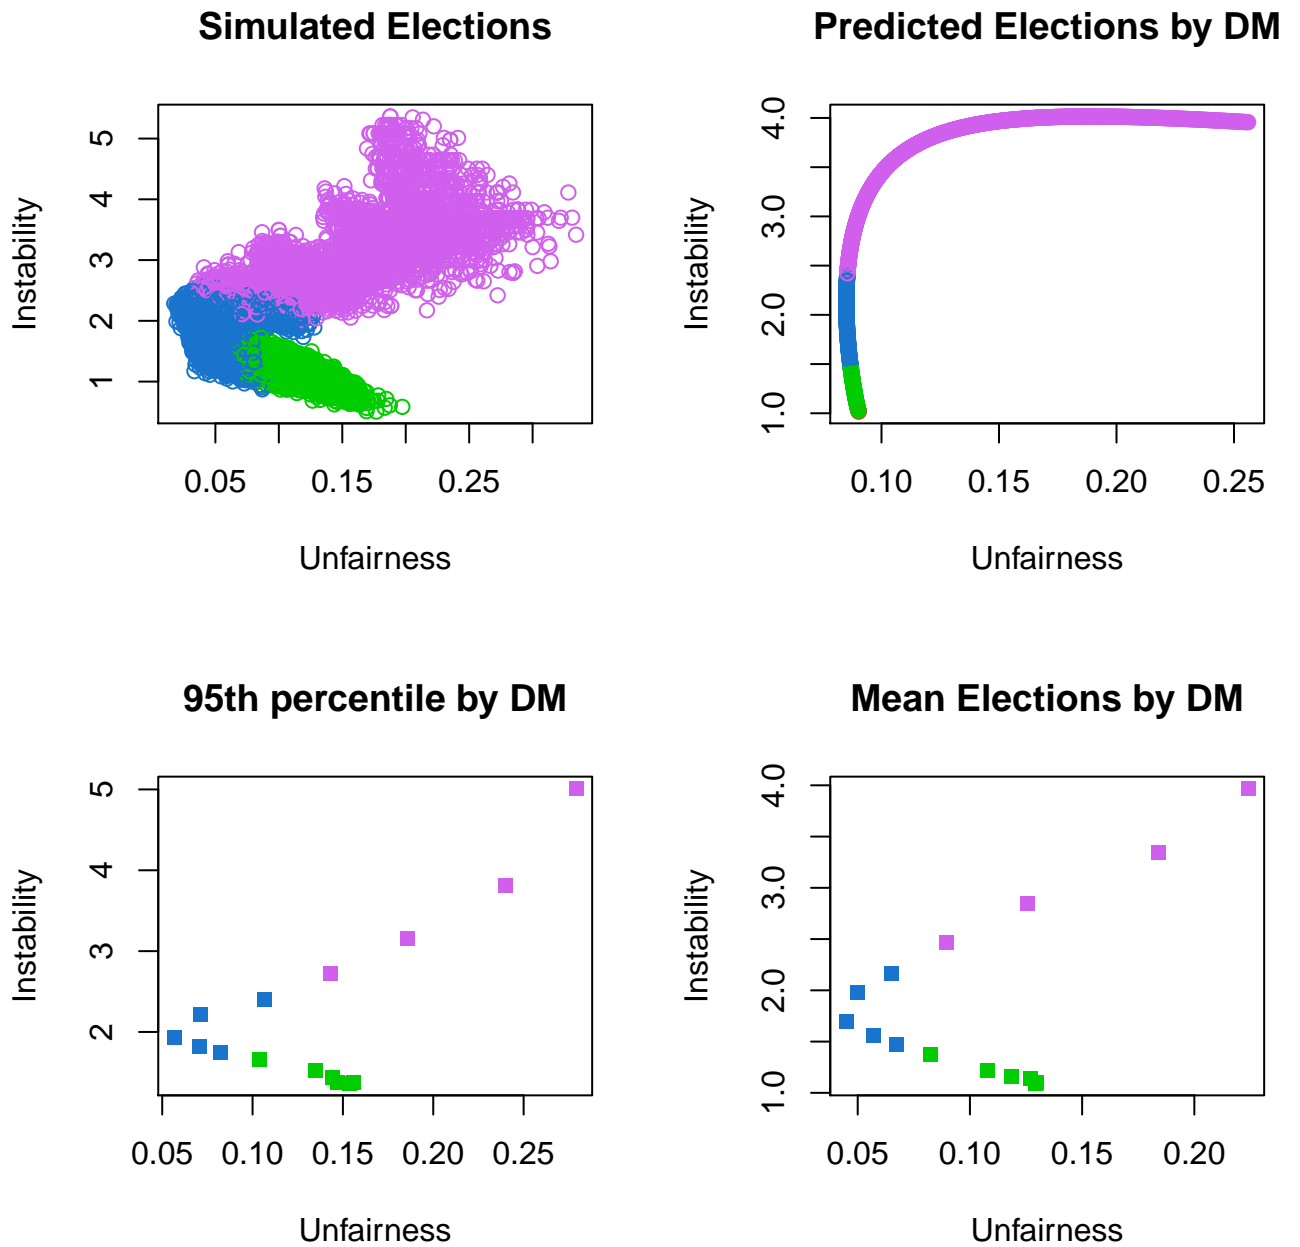 Simulated Elections
Instability
1 2 3 4 5
0.05 0.15 0.25
Unfairness
Predicted Elections by DM
Instability
1.0 2.0 3.0 4.0
0.10 0.15 0.20 0.25
Unfairness
95th percentile by DM
Instability
2 3 4 5
0.05 0.10 0.15 0.20 0.25
Unfairness
Mean Elections by DM
Instability
1.0 2.0 3.0 4.0
0.05 0.10 0.15 0.20
Unfairness